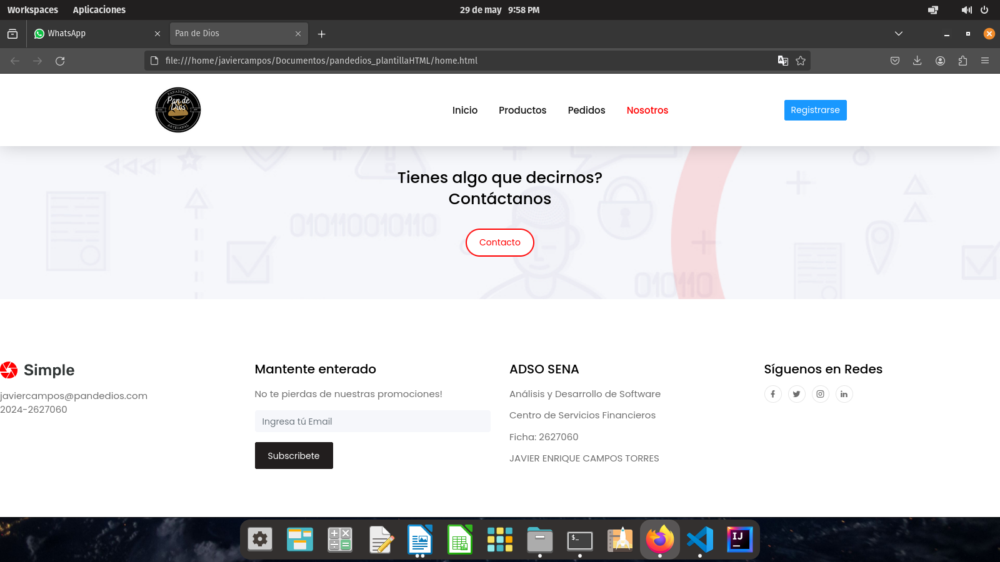 Workspaces Aplicaciones 29 de may 9:58 PM
WhatsApp Pan de Dios
file:///home/javiercampos/Documentos/pandedios_plantillaHTML/home.html
PANADERÍA
Pan de
Dios
ARTESANAL
Inicio Productos Pedidos Nosotros Registrarse
Tienes algo que decirnos?
Contáctanos
01011001010110
Contacto
010110
Simple
javiercampos@pandedios.com
2024-2627060
Mantente enterado
No te pierdas de nuestras promociones!
Ingresa tú Email
Subscribete
ADSO SENA
Análisis y Desarrollo de Software
Centro de Servicios Financieros
Ficha: 2627060
JAVIER ENRIQUE CAMPOS TORRES
Síguenos en Redes
$_
IJ